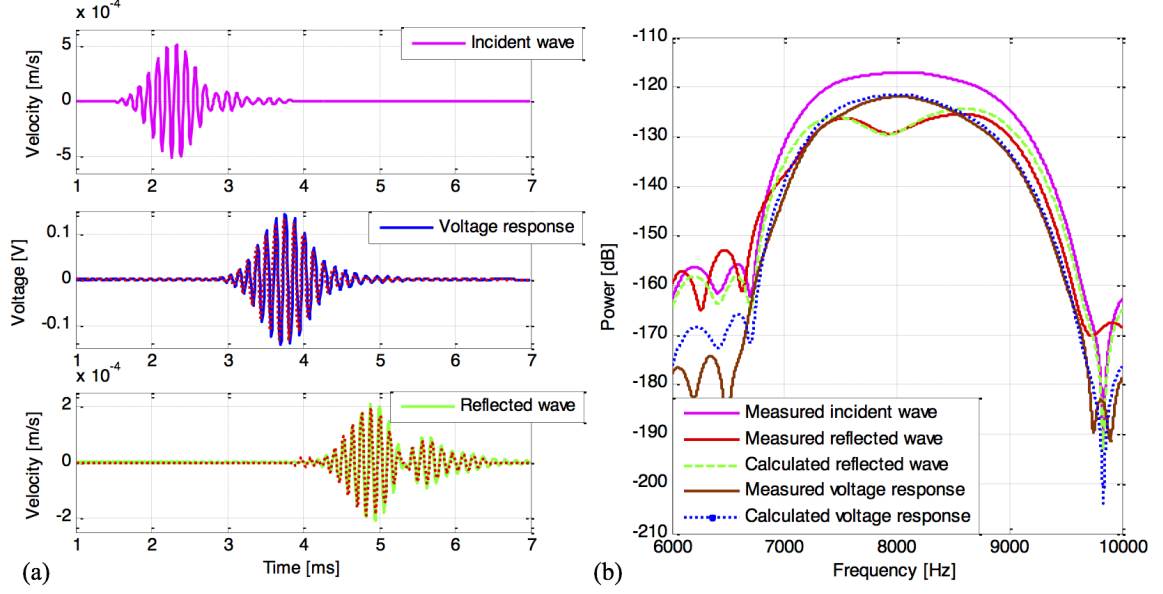 x 10^-4
Velocity [m/s]
5
0
-5
Incident wave
1 2 3 4 5 6 7
Voltage [V]
0.1
0
-0.1
Voltage response
1 2 3 4 5 6 7
x 10^-4
Velocity [m/s]
2
0
-2
Reflected wave
1 2 3 4 5 6 7
Time [ms]
(a)
Power [dB]
-110
-120
-130
-140
-150
-160
-170
-180
-190
-200
-210
Measured incident wave
Measured reflected wave
Calculated reflected wave
Measured voltage response
Calculated voltage response
6000 7000 8000 9000 10000
Frequency [Hz]
(b)